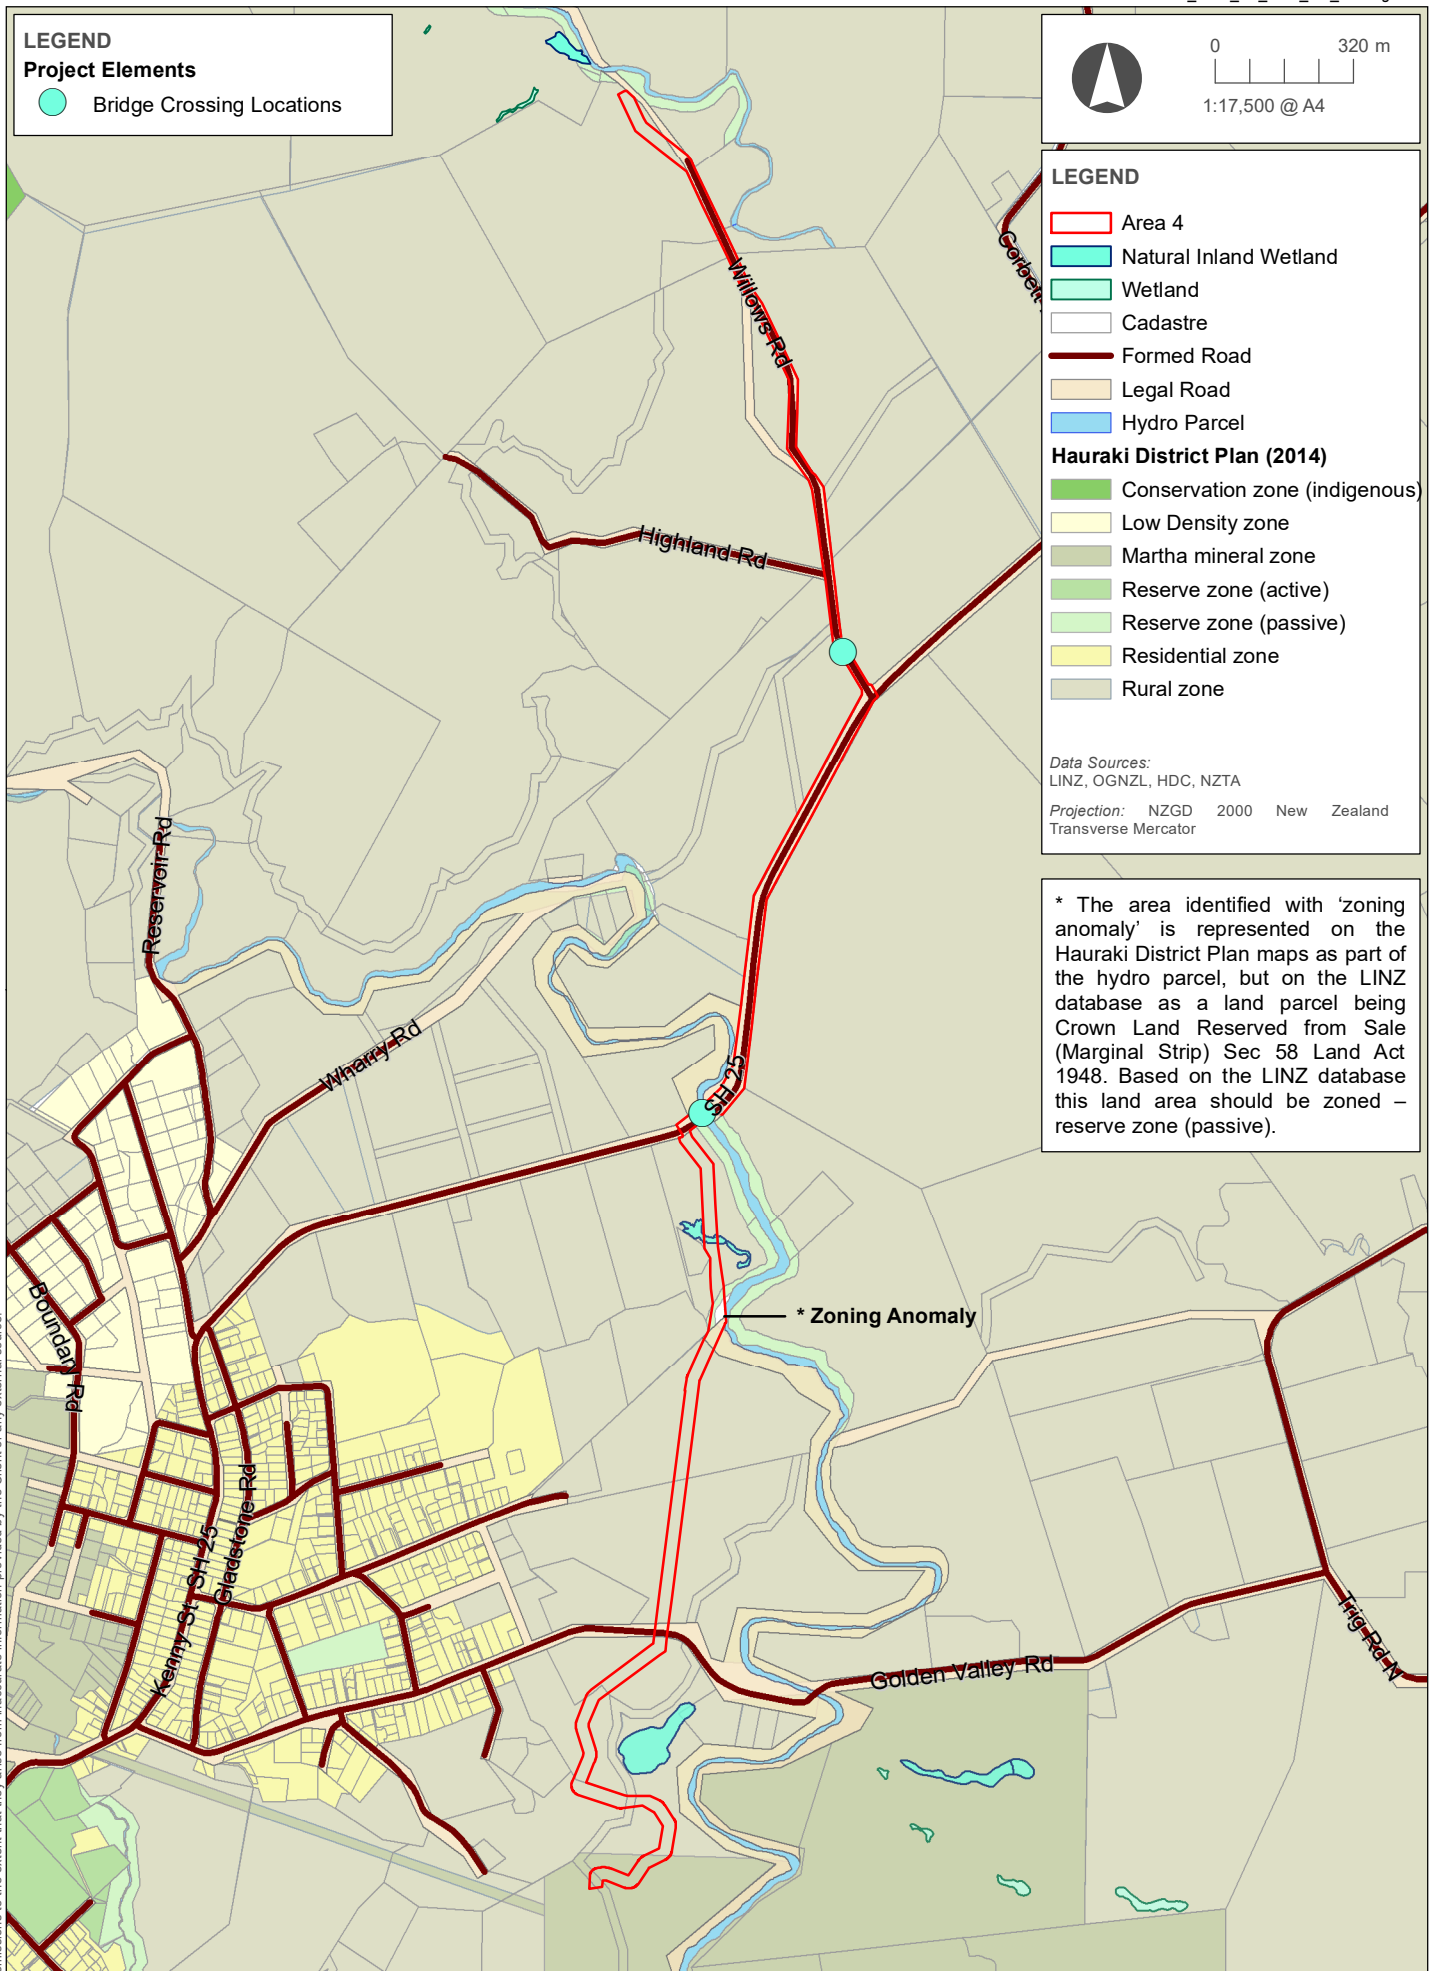 LEGEND
Project Elements
Bridge Crossing Locations
0 320 m
1:17,500 @ A4
LEGEND
Area 4
Natural Inland Wetland
Wetland
Cadastre
Formed Road
Legal Road
Hydro Parcel
Hauraki District Plan (2014)
Conservation zone (indigenous)
Low Density zone
Martha mineral zone
Reserve zone (active)
Reserve zone (passive)
Residential zone
Rural zone
Data Sources:
LINZ, OGNZL, HDC, NZTA
Projection: NZGD 2000 New Zealand
Transverse Mercator
* The area identified with ‘zoning
anomaly’ is represented on the
Hauraki District Plan maps as part of
the hydro parcel, but on the LINZ
database as a land parcel being
Crown Land Reserved from Sale
(Marginal Strip) Sec 58 Land Act
1948. Based on the LINZ database
this land area should be zoned –
reserve zone (passive).
Willows Rd
Highland Rd
Reservoir Rd
Wharry Rd
SH 25
* Zoning Anomaly
Boundary Rd
Gladstone Rd
Kenny St- SH 25
Golden Valley Rd
Trig Rd N